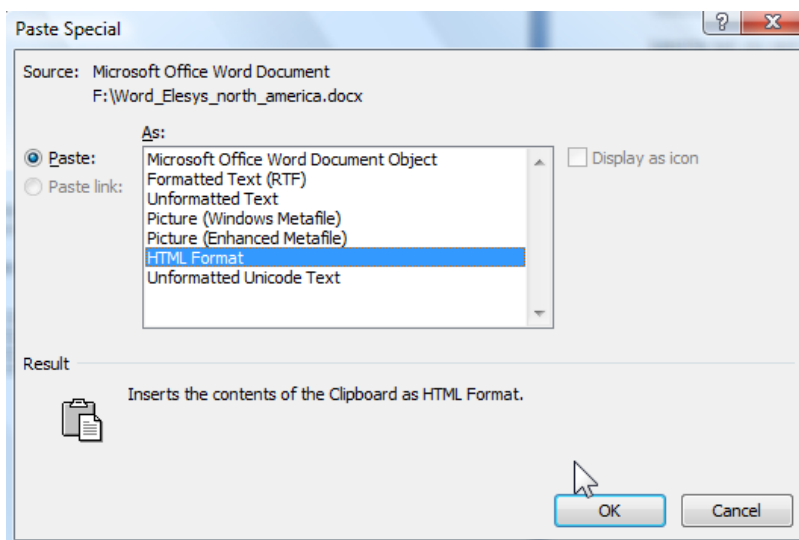 Paste Special
Source: Microsoft Office Word Document
F:\Word_Elesys_north_america.docx
As:
Paste:
Paste link:
Microsoft Office Word Document Object
Formatted Text (RTF)
Unformatted Text
Picture (Windows Metafile)
Picture (Enhanced Metafile)
HTML Format
Unformatted Unicode Text
Display as icon
Result
Inserts the contents of the Clipboard as HTML Format.
OK
Cancel